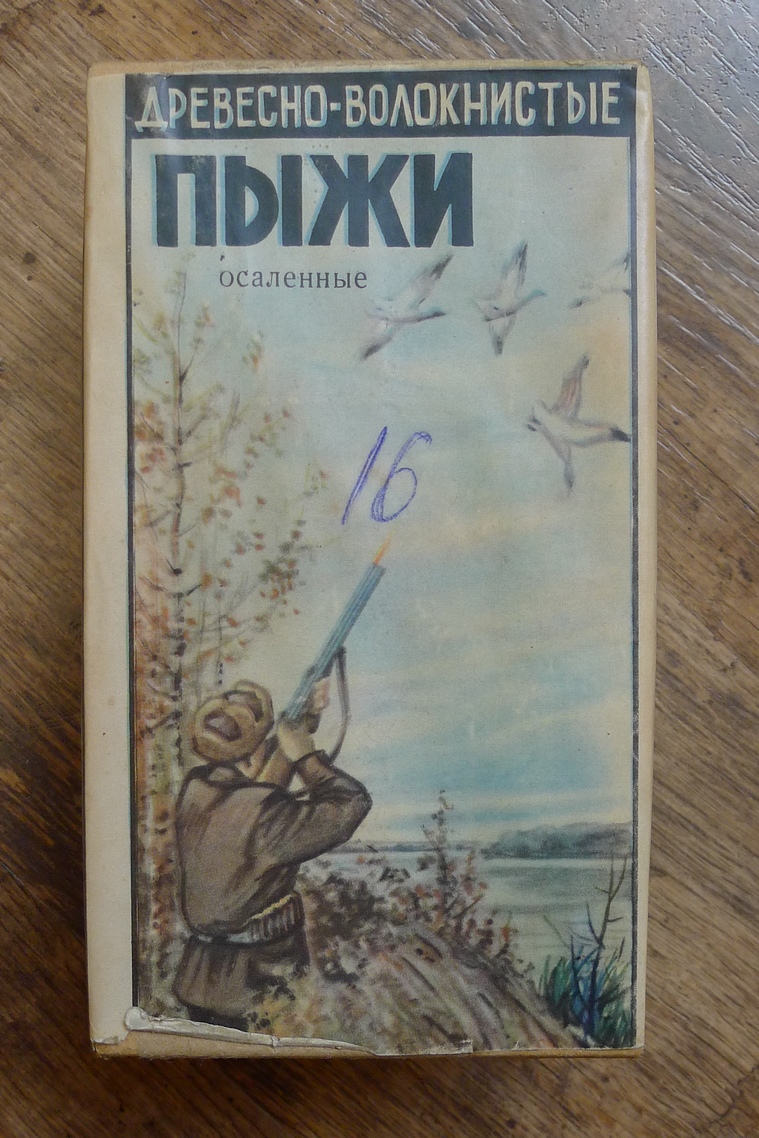 ДРЕВЕСНО-ВОЛОКНИСТЫЕ
ПЫЖИ
осаленные
16